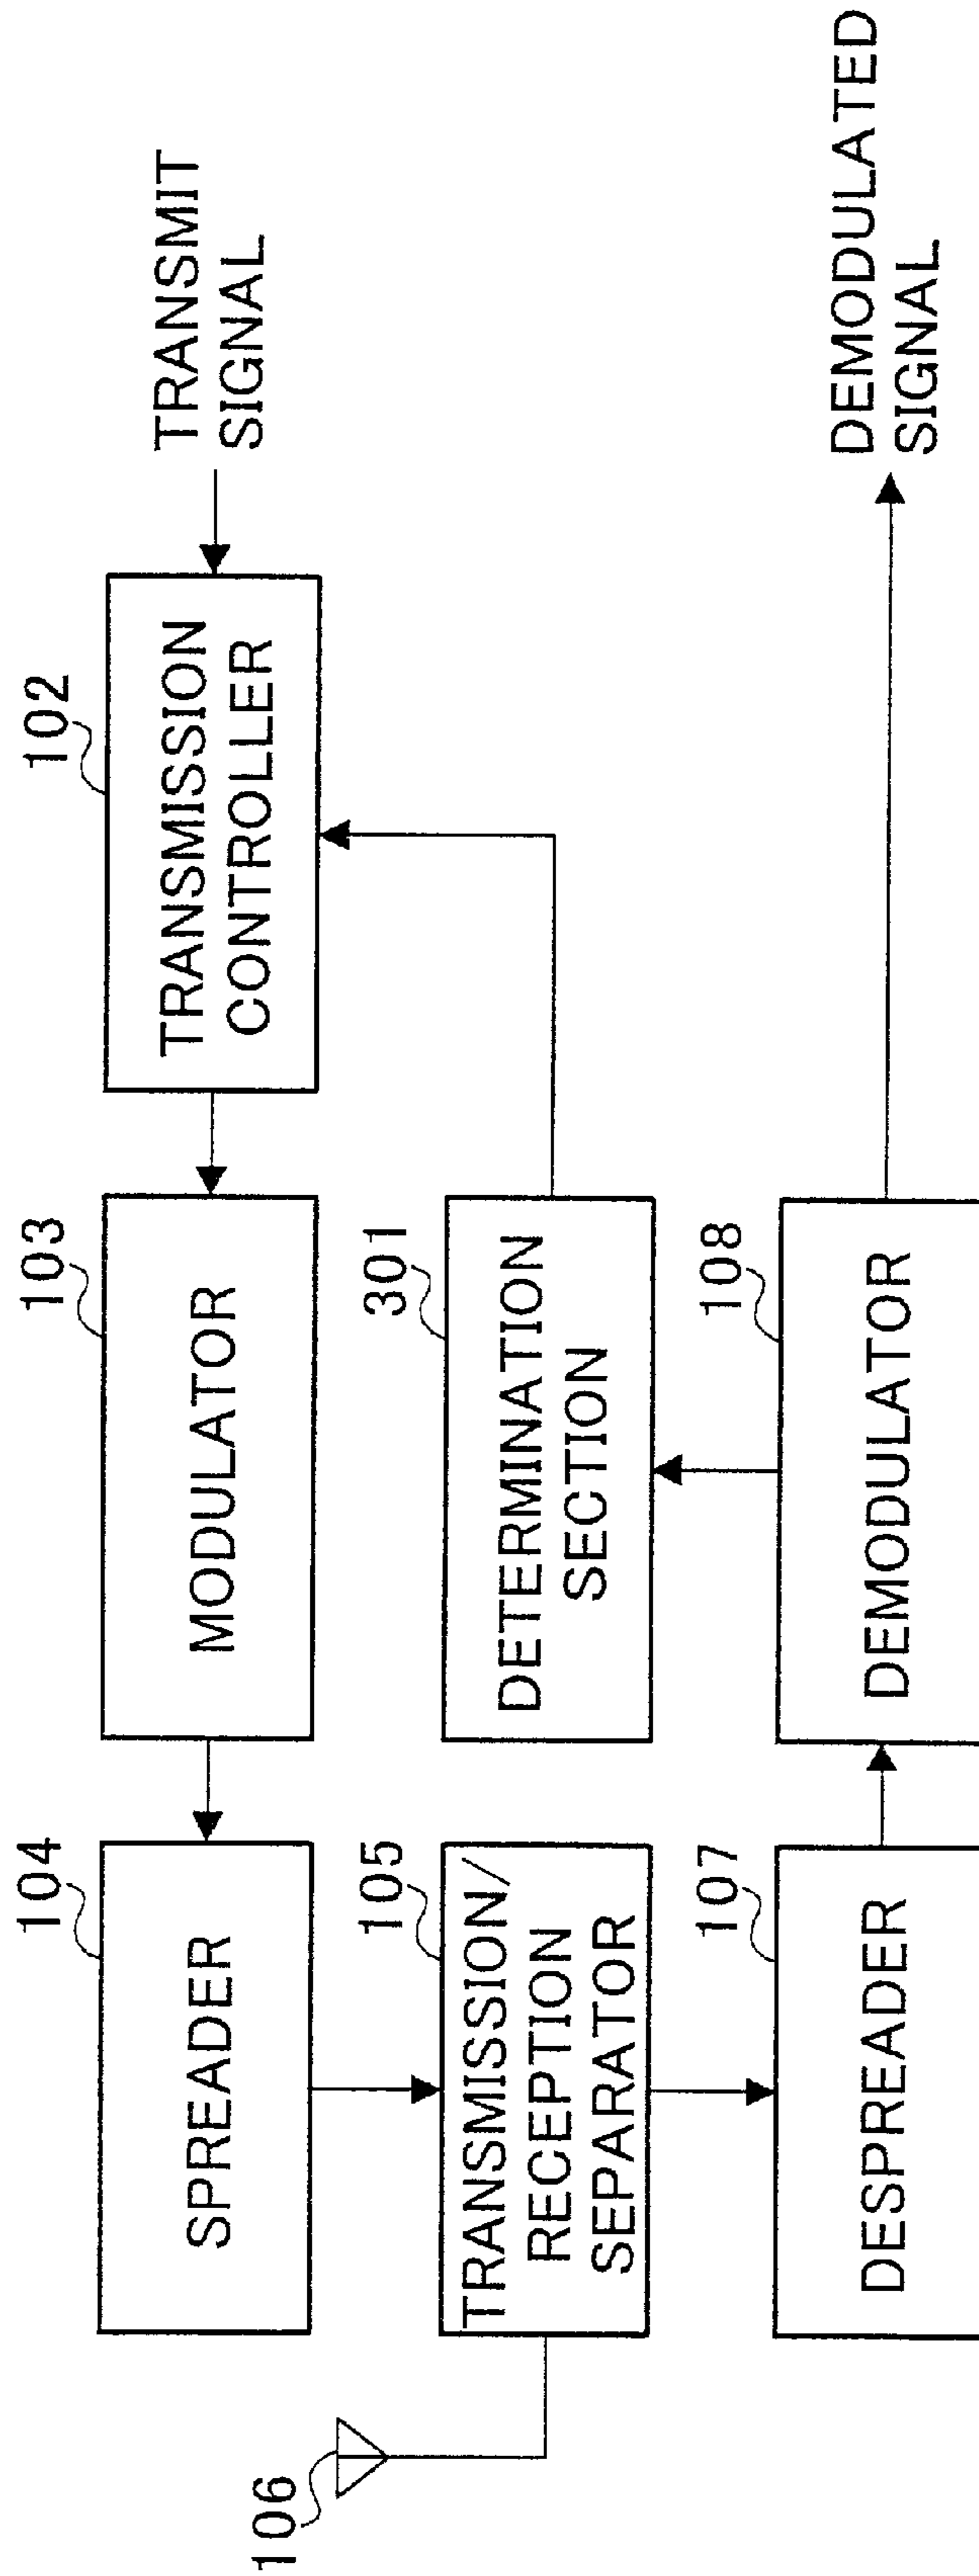 104
SPREADER
103
MODULATOR
102
TRANSMISSION
CONTROLLER
TRANSMIT
SIGNAL
106
105
TRANSMISSION/
RECEPTION
SEPARATOR
301
DETERMINATION
SECTION
107
DESPREADER
108
DEMODULATOR
DEMODULATED
SIGNAL